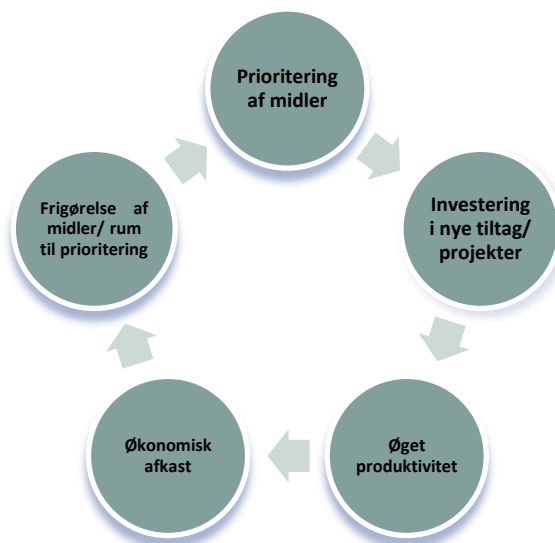 Prioritering
af midler
Investering
i nye tiltag/
projekter
Øget
produktivitet
Økonomisk
afkast
Frigørelse af
midler/ rum
til prioritering